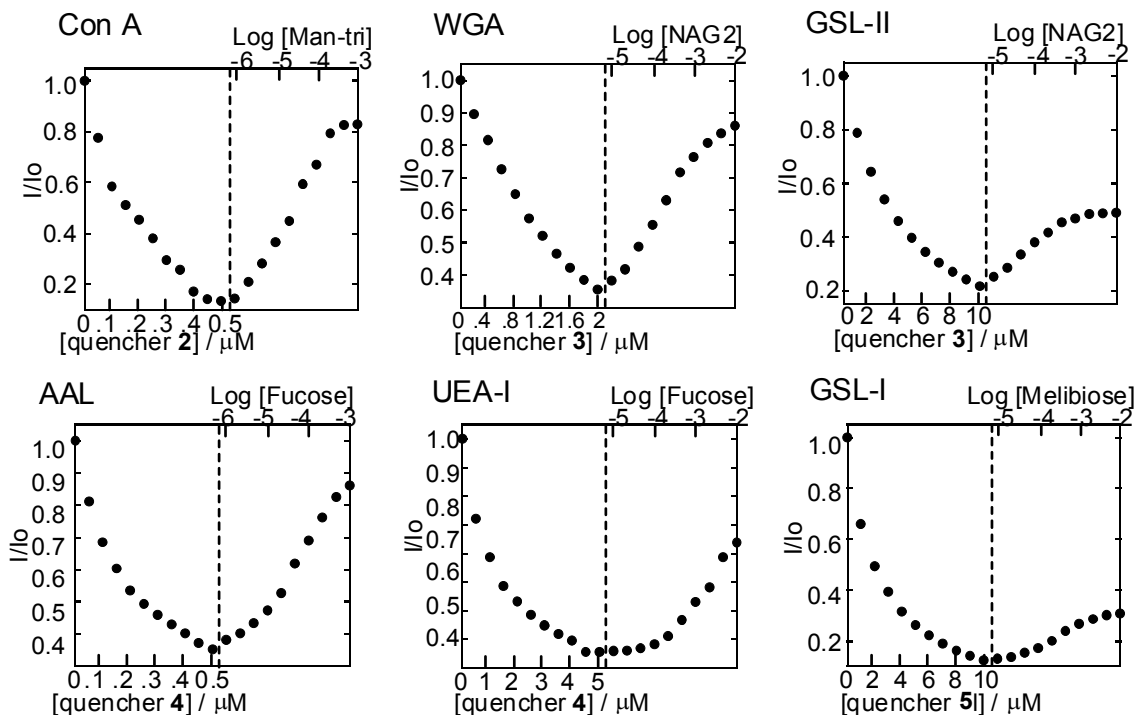 Con A
Log [Man-tri]
-6 -5 -4 -3
1.0
0.8
0.6
0.4
0.2
I/Io
0 .1 .2 .3 .4 0.5
[quencher 2] / μM
WGA
Log [NAG2]
-5 -4 -3 -2
1.0
0.9
0.8
0.7
0.6
0.5
0.4
I/Io
0 .4 .8 1.2 1.6 2
[quencher 3] / μM
GSL-II
Log [NAG2]
-5 -4 -3 -2
1.0
0.8
0.6
0.4
0.2
I/Io
0 2 4 6 8 10
[quencher 3] / μM
AAL
Log [Fucose]
-6 -5 -4 -3
1.0
0.9
0.8
0.7
0.6
0.5
0.4
I/Io
0 .1 .2 .3 .4 0.5
[quencher 4] / μM
UEA-I
Log [Fucose]
-5 -4 -3 -2
1.0
0.9
0.8
0.7
0.6
0.5
0.4
I/Io
0 1 2 3 4 5
[quencher 4] / μM
GSL-I
Log [Melibiose]
-5 -4 -3 -2
1.0
0.8
0.6
0.4
0.2
I/Io
0 2 4 6 8 10
[quencher 5l] / μM